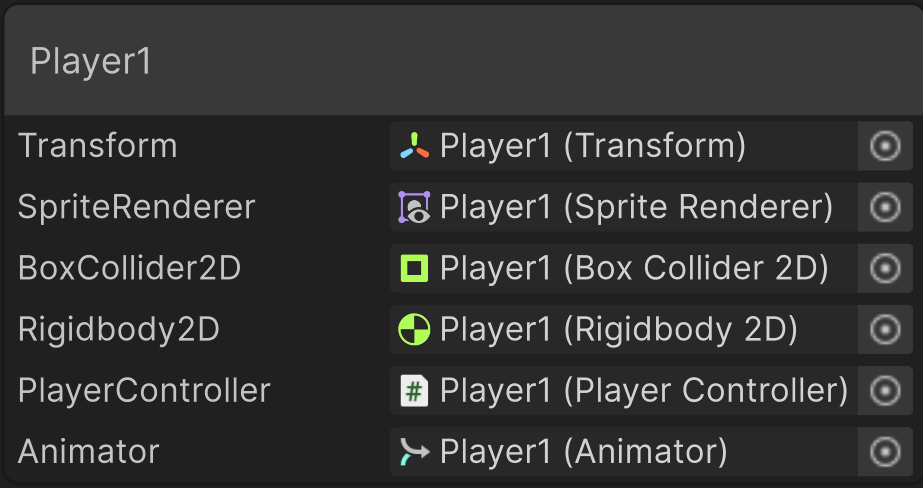 Player1
Transform Player1 (Transform)
SpriteRenderer Player1 (Sprite Renderer)
BoxCollider2D Player1 (Box Collider 2D)
Rigidbody2D Player1 (Rigidbody 2D)
PlayerController # Player1 (Player Controller)
Animator Player1 (Animator)